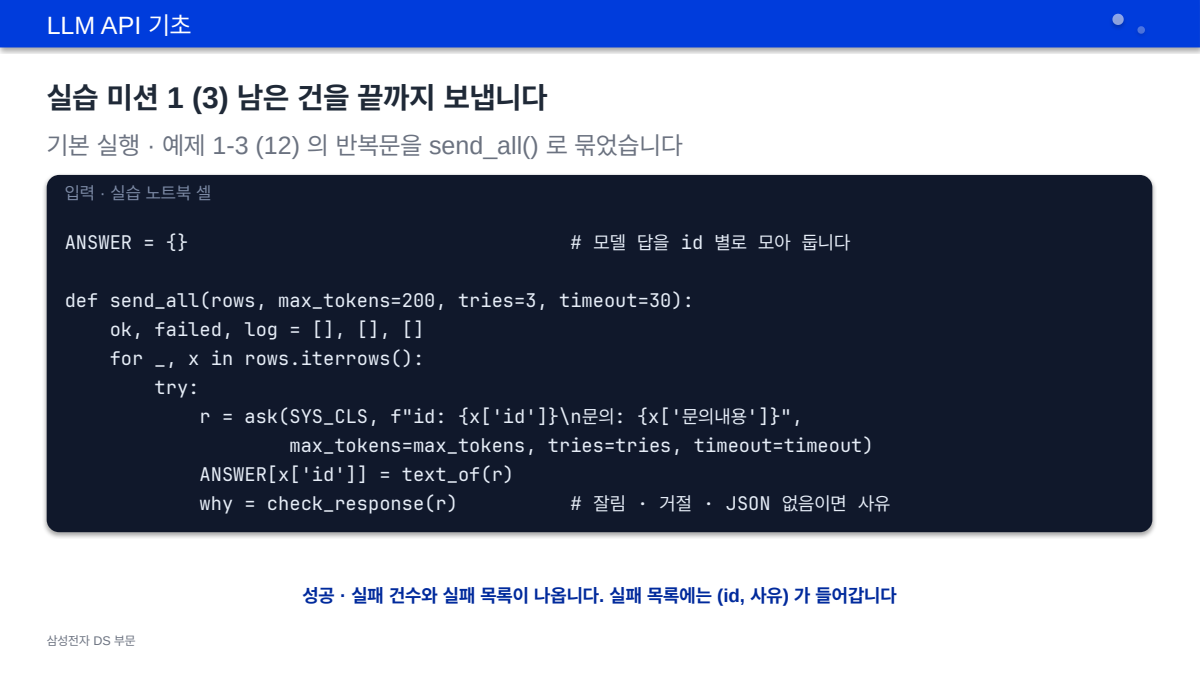 LLM API 기초
실습 미션 1 (3) 남은 건을 끝까지 보냅니다
기본 실행 · 예제 1-3 (12) 의 반복문을 send_all() 로 묶었습니다
입력 · 실습 노트북 셀
ANSWER = {}                                  # 모델 답을 id 별로 모아 둡니다
def send_all(rows, max_tokens=200, tries=3, timeout=30):
    ok, failed, log = [], [], []
    for _, x in rows.iterrows():
        try:
            r = ask(SYS_CLS, f"id: {x['id']}\n문의: {x['문의내용']}",
                    max_tokens=max_tokens, tries=tries, timeout=timeout)
            ANSWER[x['id']] = text_of(r)
            why = check_response(r)          # 잘림 · 거절 · JSON 없음이면 사유
성공 · 실패 건수와 실패 목록이 나옵니다. 실패 목록에는 (id, 사유) 가 들어갑니다
삼성전자 DS 부문